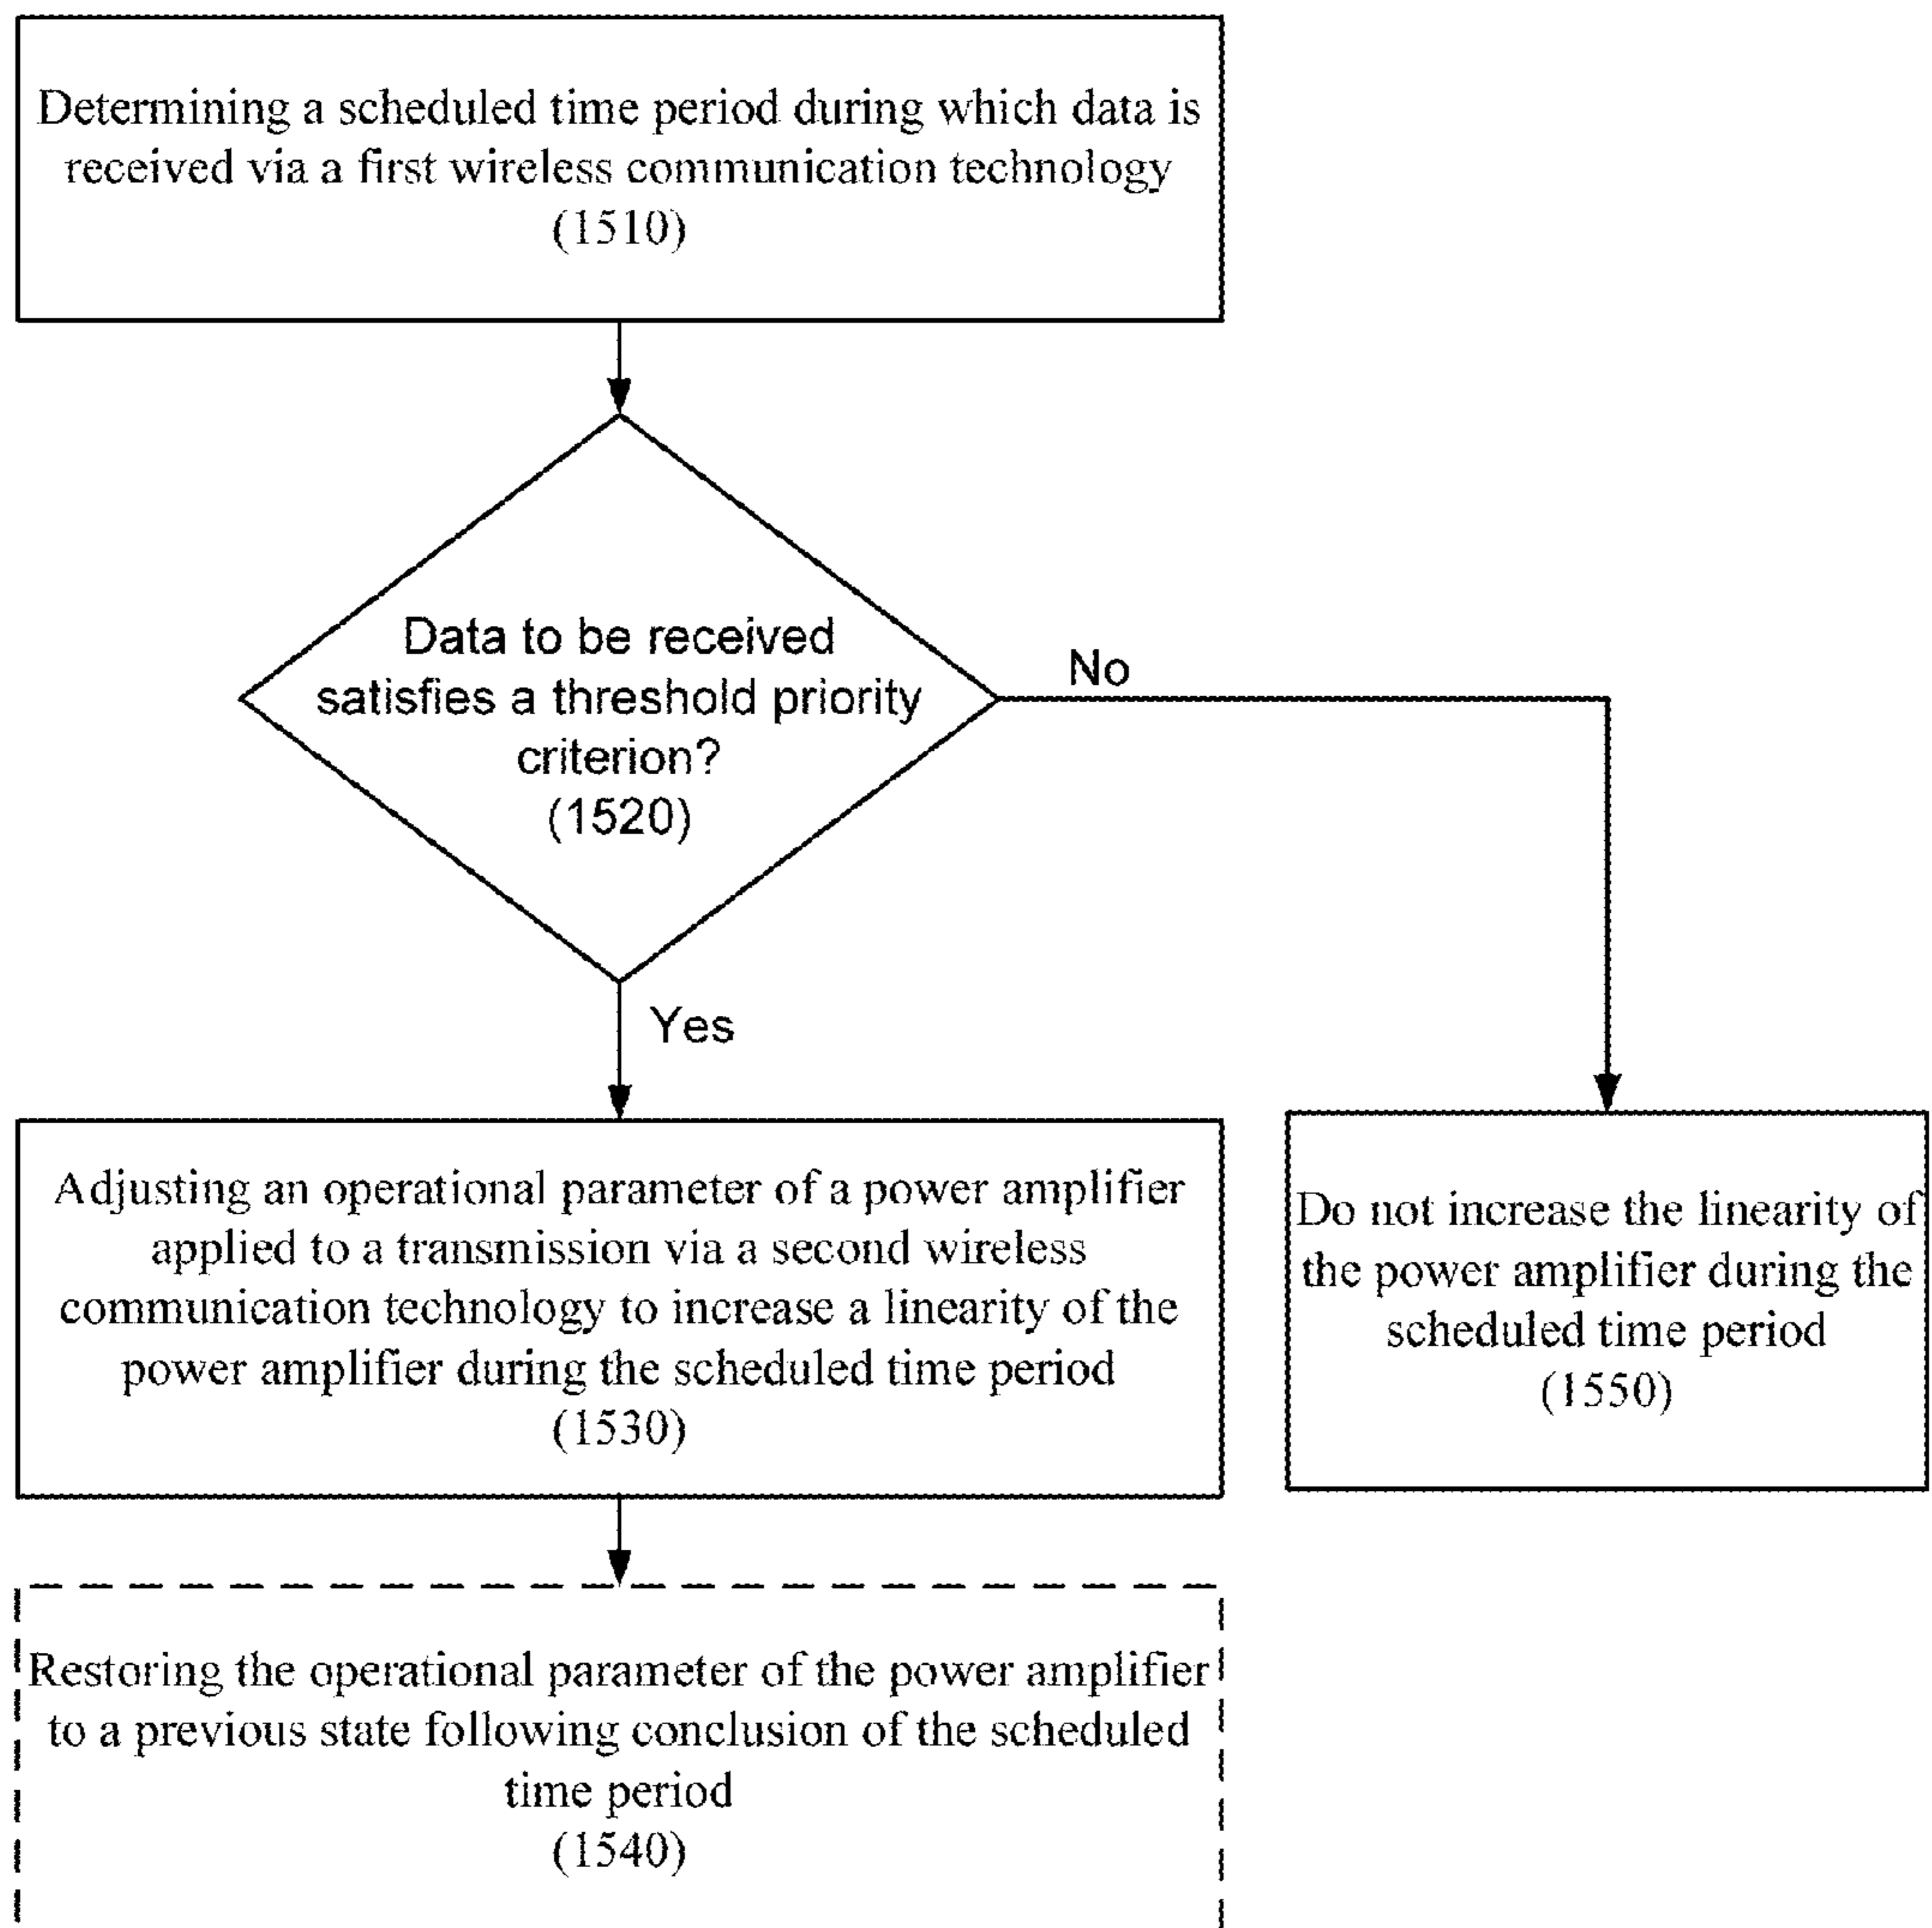 Determining a scheduled time period during which data is
received via a first wireless communication technology
(1510)
Data to be received
satisfies a threshold priority
criterion?
(1520)
No
Yes
Adjusting an operational parameter of a power amplifier
applied to a transmission via a second wireless
communication technology to increase a linearity of the
power amplifier during the scheduled time period
(1530)
Do not increase the linearity of
the power amplifier during the
scheduled time period
(1550)
Restoring the operational parameter of the power amplifier
to a previous state following conclusion of the scheduled
time period
(1540)